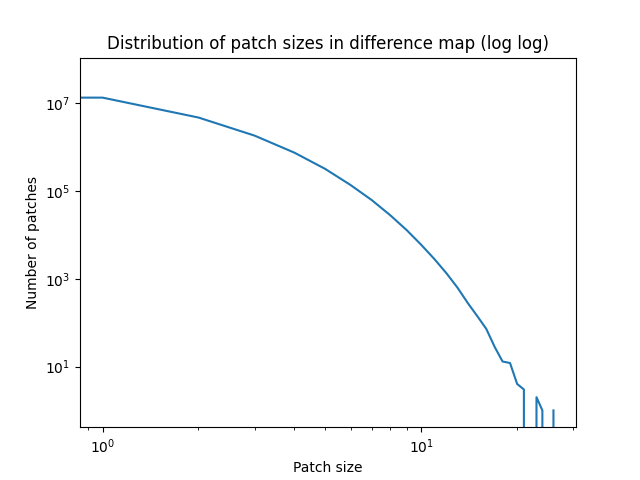 Distribution of patch sizes in difference map (log log)
Number of patches
10⁷
10⁵
10³
10¹
10⁰ 10¹
Patch size